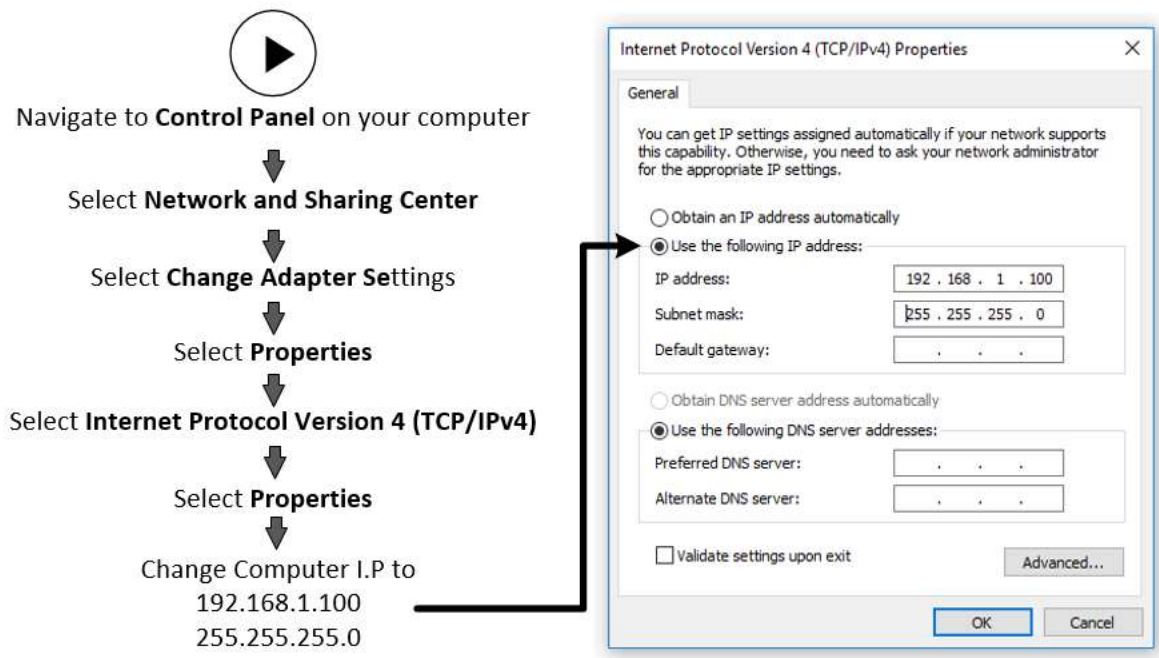 Navigate to Control Panel on your computer
Select Network and Sharing Center
Select Change Adapter Settings
Select Properties
Select Internet Protocol Version 4 (TCP/IPv4)
Select Properties
Change Computer I.P to
192.168.1.100
255.255.255.0
Internet Protocol Version 4 (TCP/IPv4) Properties
General
You can get IP settings assigned automatically if your network supports
this capability. Otherwise, you need to ask your network administrator
for the appropriate IP settings.
Obtain an IP address automatically
Use the following IP address:
IP address: 192 . 168 . 1 . 100
Subnet mask: 255 . 255 . 255 . 0
Default gateway: . . .
Obtain DNS server address automatically
Use the following DNS server addresses:
Preferred DNS server: . . .
Alternate DNS server: . . .
Validate settings upon exit
Advanced...
OK Cancel